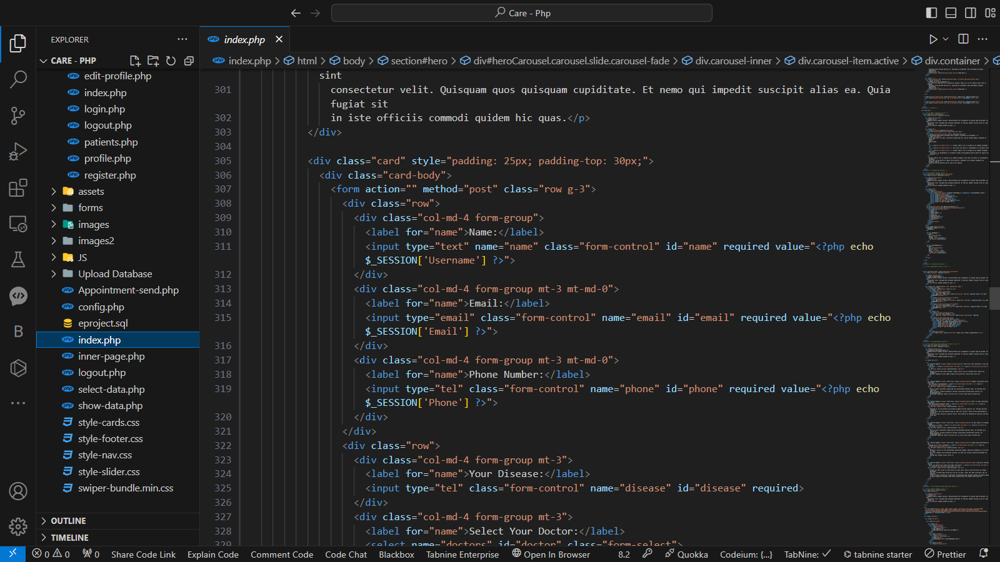 Care - Php
EXPLORER
CARE - PHP
edit-profile.php
index.php
login.php
logout.php
patients.php
profile.php
register.php
assets
forms
images
images2
JS
Upload Database
Appointment-send.php
config.php
eproject.sql
index.php
inner-page.php
logout.php
select-data.php
show-data.php
style-cards.css
style-footer.css
style-nav.css
style-slider.css
swiper-bundle.min.css
OUTLINE
TIMELINE
index.php
index.php > html > body > section#hero > div#heroCarousel.carousel.slide.carousel-fade > div.carousel-inner > div.carousel-item.active > div.container >
sint
301 consectetur velit. Quisquam quos quisquam cupiditate. Et nemo qui impedit suscipit alias ea. Quia
fugiat sit
302 in iste officiis commodi quidem hic quas.</p>
303 </div>
304
305 <div class="card" style="padding: 25px; padding-top: 30px;">
306 <div class="card-body">
307 <form action="" method="post" class="row g-3">
308 <div class="row">
309 <div class="col-md-4 form-group">
310 <label for="name">Name:</label>
311 <input type="text" name="name" class="form-control" id="name" required value="<?php echo
$_SESSION['Username'] ?>">
312 </div>
313 <div class="col-md-4 form-group mt-3 mt-md-0">
314 <label for="name">Email:</label>
315 <input type="email" class="form-control" name="email" id="email" required value="<?php echo
$_SESSION['Email'] ?>">
316 </div>
317 <div class="col-md-4 form-group mt-3 mt-md-0">
318 <label for="name">Phone Number:</label>
319 <input type="tel" class="form-control" name="phone" id="phone" required value="<?php echo
$_SESSION['Phone'] ?>">
320 </div>
321 </div>
322 <div class="row">
323 <div class="col-md-4 form-group mt-3">
324 <label for="name">Your Disease:</label>
325 <input type="tel" class="form-control" name="disease" id="disease" required>
326 </div>
327 <div class="col-md-4 form-group mt-3">
328 <label for="name">Select Your Doctor:</label>
329 <select name="doctors" id="doctor" class="form-select">
0 0 0 Share Code Link Explain Code Comment Code Code Chat Blackbox Tabnine Enterprise Open In Browser 8.2 Quokka Codeium: {...} TabNine: tabnine starter Prettier